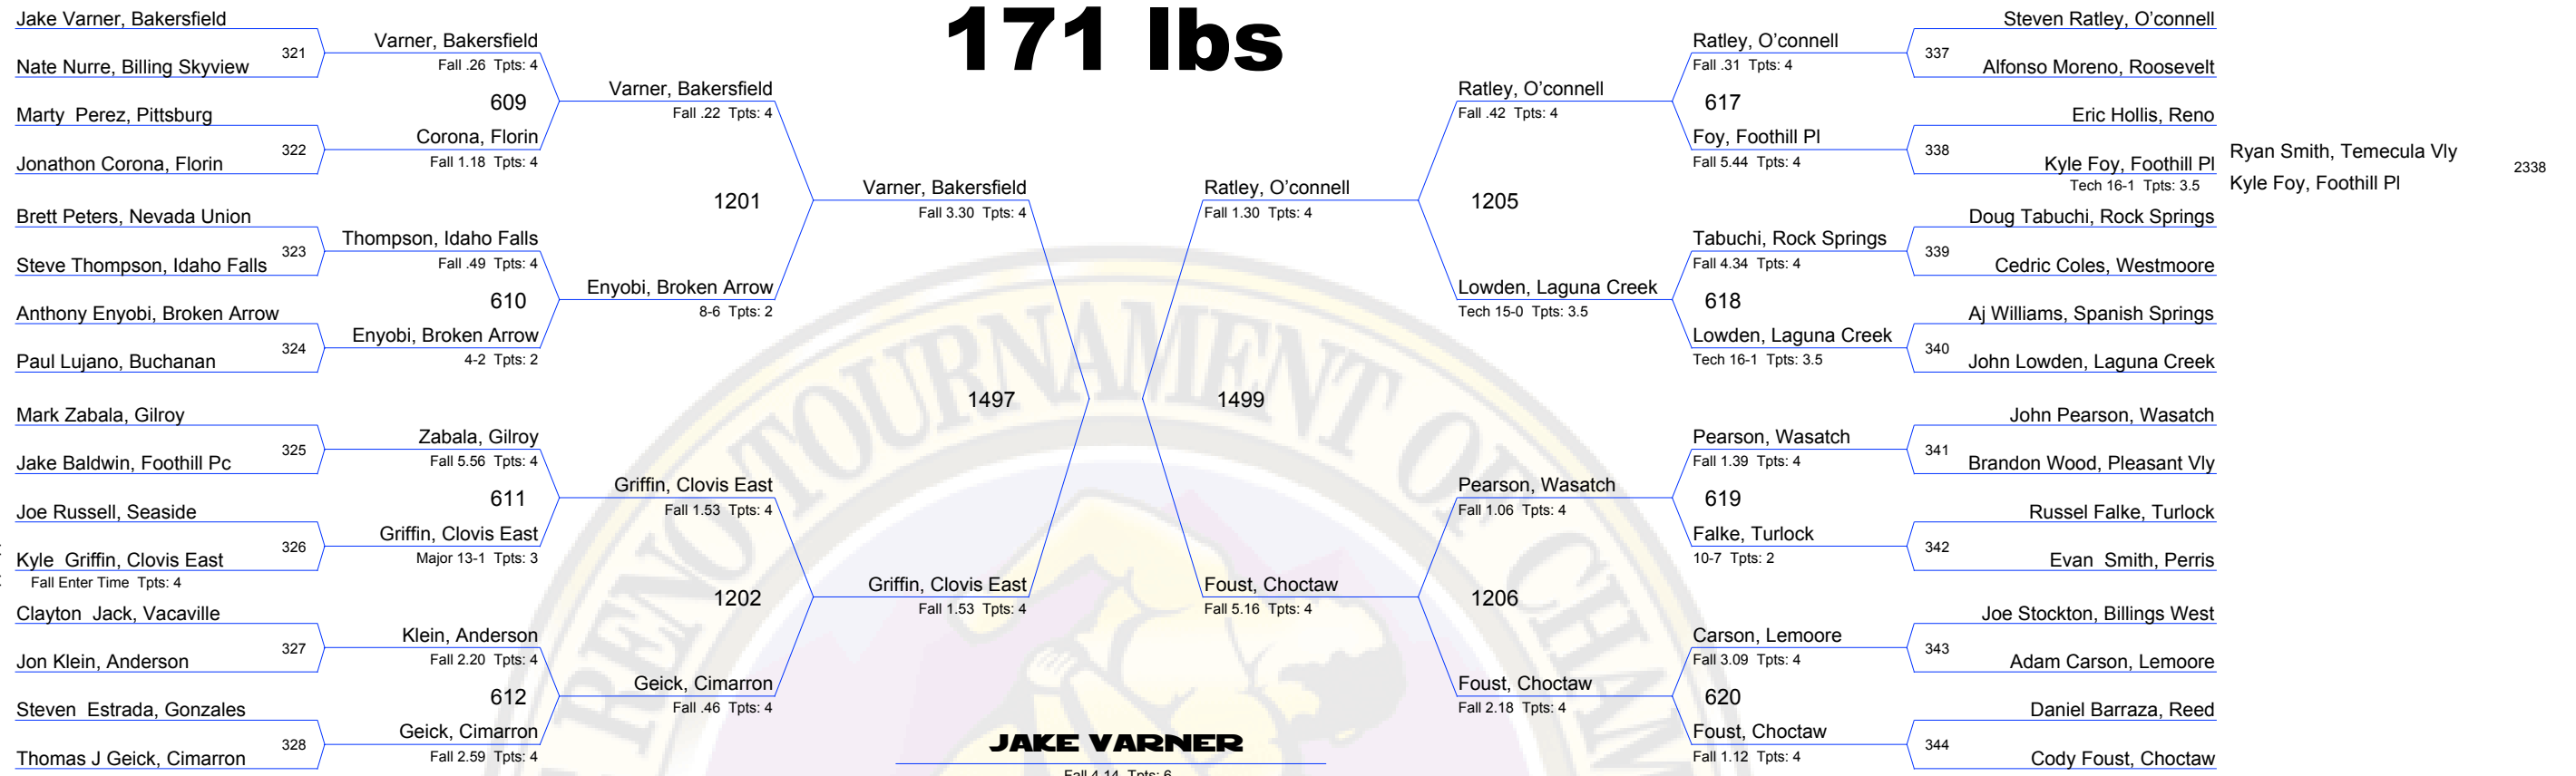 171 lbs
Jake Varner, Bakersfield
321
Nate Nurre, Billing Skyview
Marty  Perez, Pittsburg
322
Jonathon Corona, Florin
Brett Peters, Nevada Union
323
Steve Thompson, Idaho Falls
Anthony Enyobi, Broken Arrow
324
Paul Lujano, Buchanan
Mark Zabala, Gilroy
325
Jake Baldwin, Foothill Pc
Joe Russell, Seaside
326
Kyle  Griffin, Clovis East
Fall Enter Time  Tpts: 4
Clayton  Jack, Vacaville
327
Jon Klein, Anderson
Steven  Estrada, Gonzales
328
Thomas J Geick, Cimarron
Varner, Bakersfield
Fall .26  Tpts: 4
609
Corona, Florin
Fall 1.18  Tpts: 4
Thompson, Idaho Falls
Fall .49  Tpts: 4
610
Enyobi, Broken Arrow
4-2  Tpts: 2
Zabala, Gilroy
Fall 5.56  Tpts: 4
611
Griffin, Clovis East
Major 13-1  Tpts: 3
Klein, Anderson
Fall 2.20  Tpts: 4
612
Geick, Cimarron
Fall 2.59  Tpts: 4
Varner, Bakersfield
Fall .22  Tpts: 4
1201
Enyobi, Broken Arrow
8-6  Tpts: 2
Griffin, Clovis East
Fall 1.53  Tpts: 4
1202
Geick, Cimarron
Fall .46  Tpts: 4
Varner, Bakersfield
Fall 3.30  Tpts: 4
1497
Griffin, Clovis East
Fall 1.53  Tpts: 4
JAKE VARNER
Fall 4.14  Tpts: 6
RENO TOURNAMENT OF CHAM
Ratley, O'connell
Fall 1.30  Tpts: 4
1499
Foust, Choctaw
Fall 5.16  Tpts: 4
Ratley, O'connell
Fall .42  Tpts: 4
1205
Lowden, Laguna Creek
Tech 15-0  Tpts: 3.5
Pearson, Wasatch
Fall 1.06  Tpts: 4
1206
Foust, Choctaw
Fall 2.18  Tpts: 4
Ratley, O'connell
Fall .31  Tpts: 4
617
Foy, Foothill Pl
Fall 5.44  Tpts: 4
Tabuchi, Rock Springs
Fall 4.34  Tpts: 4
618
Lowden, Laguna Creek
Tech 16-1  Tpts: 3.5
Pearson, Wasatch
Fall 1.39  Tpts: 4
619
Falke, Turlock
10-7  Tpts: 2
Carson, Lemoore
Fall 3.09  Tpts: 4
620
Foust, Choctaw
Fall 1.12  Tpts: 4
Steven Ratley, O'connell
337
Alfonso Moreno, Roosevelt
Eric Hollis, Reno
338
Kyle Foy, Foothill Pl
Tech 16-1  Tpts: 3.5
Doug Tabuchi, Rock Springs
339
Cedric Coles, Westmoore
Aj Williams, Spanish Springs
340
John Lowden, Laguna Creek
John Pearson, Wasatch
341
Brandon Wood, Pleasant Vly
Russel Falke, Turlock
342
Evan  Smith, Perris
Joe Stockton, Billings West
343
Adam Carson, Lemoore
Daniel Barraza, Reed
344
Cody Foust, Choctaw
Ryan Smith, Temecula Vly
2338
Kyle Foy, Foothill Pl